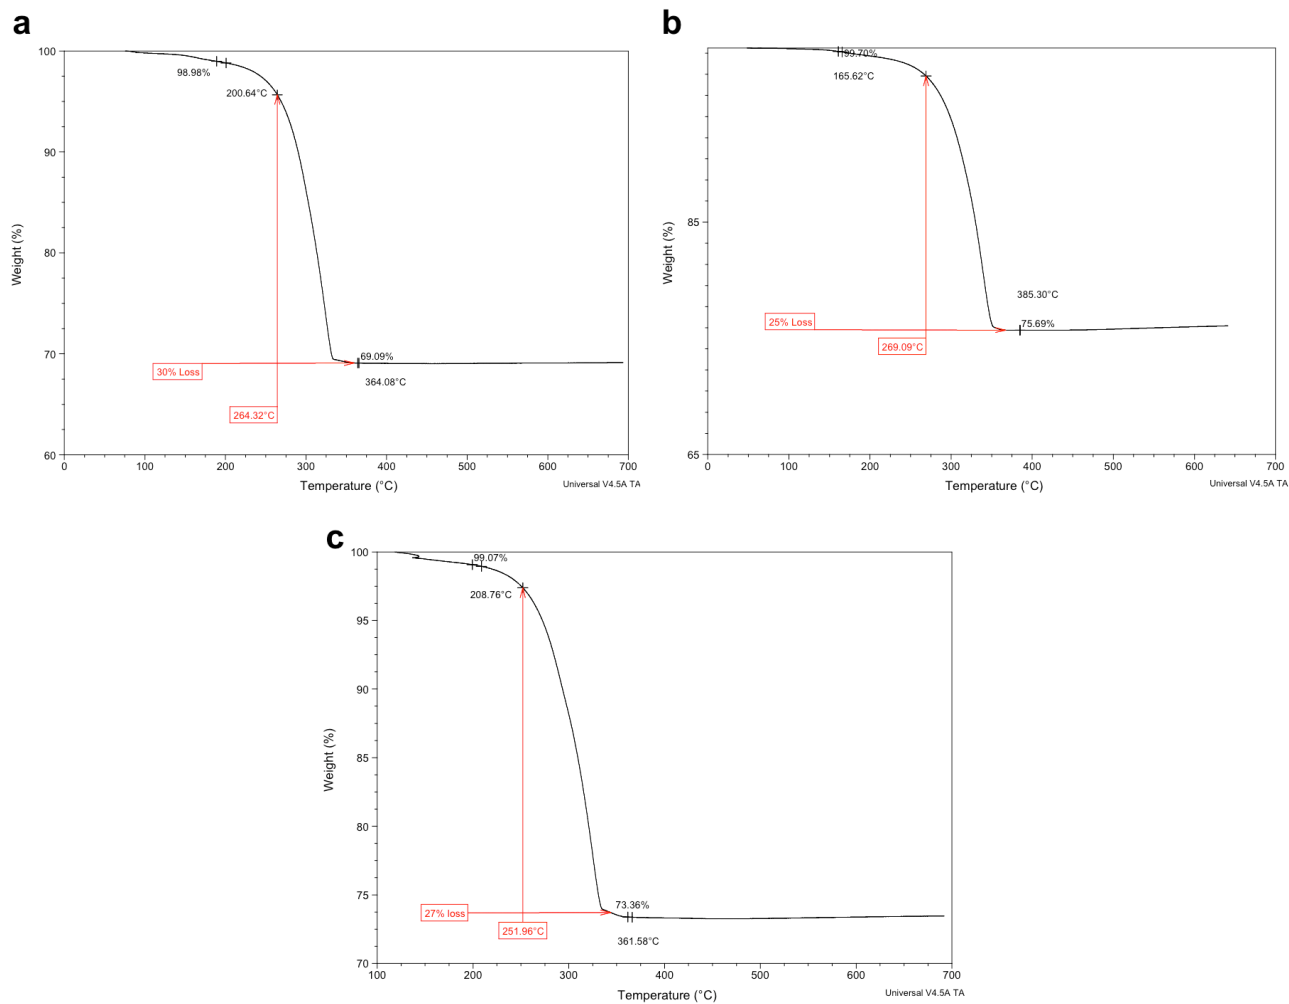 a
100
90
80
70
60
Weight (%)
98.98%
200.64°C
30% Loss
264.32°C
69.09%
364.08°C
0 100 200 300 400 500 600 700
Temperature (°C)
Universal V4.5A TA
b
85
65
Weight (%)
99.70%
165.62°C
25% Loss
269.09°C
385.30°C
75.69%
0 100 200 300 400 500 600 700
Temperature (°C)
Universal V4.5A TA
c
100
95
90
85
80
75
70
Weight (%)
99.07%
208.76°C
27% loss
251.96°C
73.36%
361.58°C
100 200 300 400 500 600 700
Temperature (°C)
Universal V4.5A TA